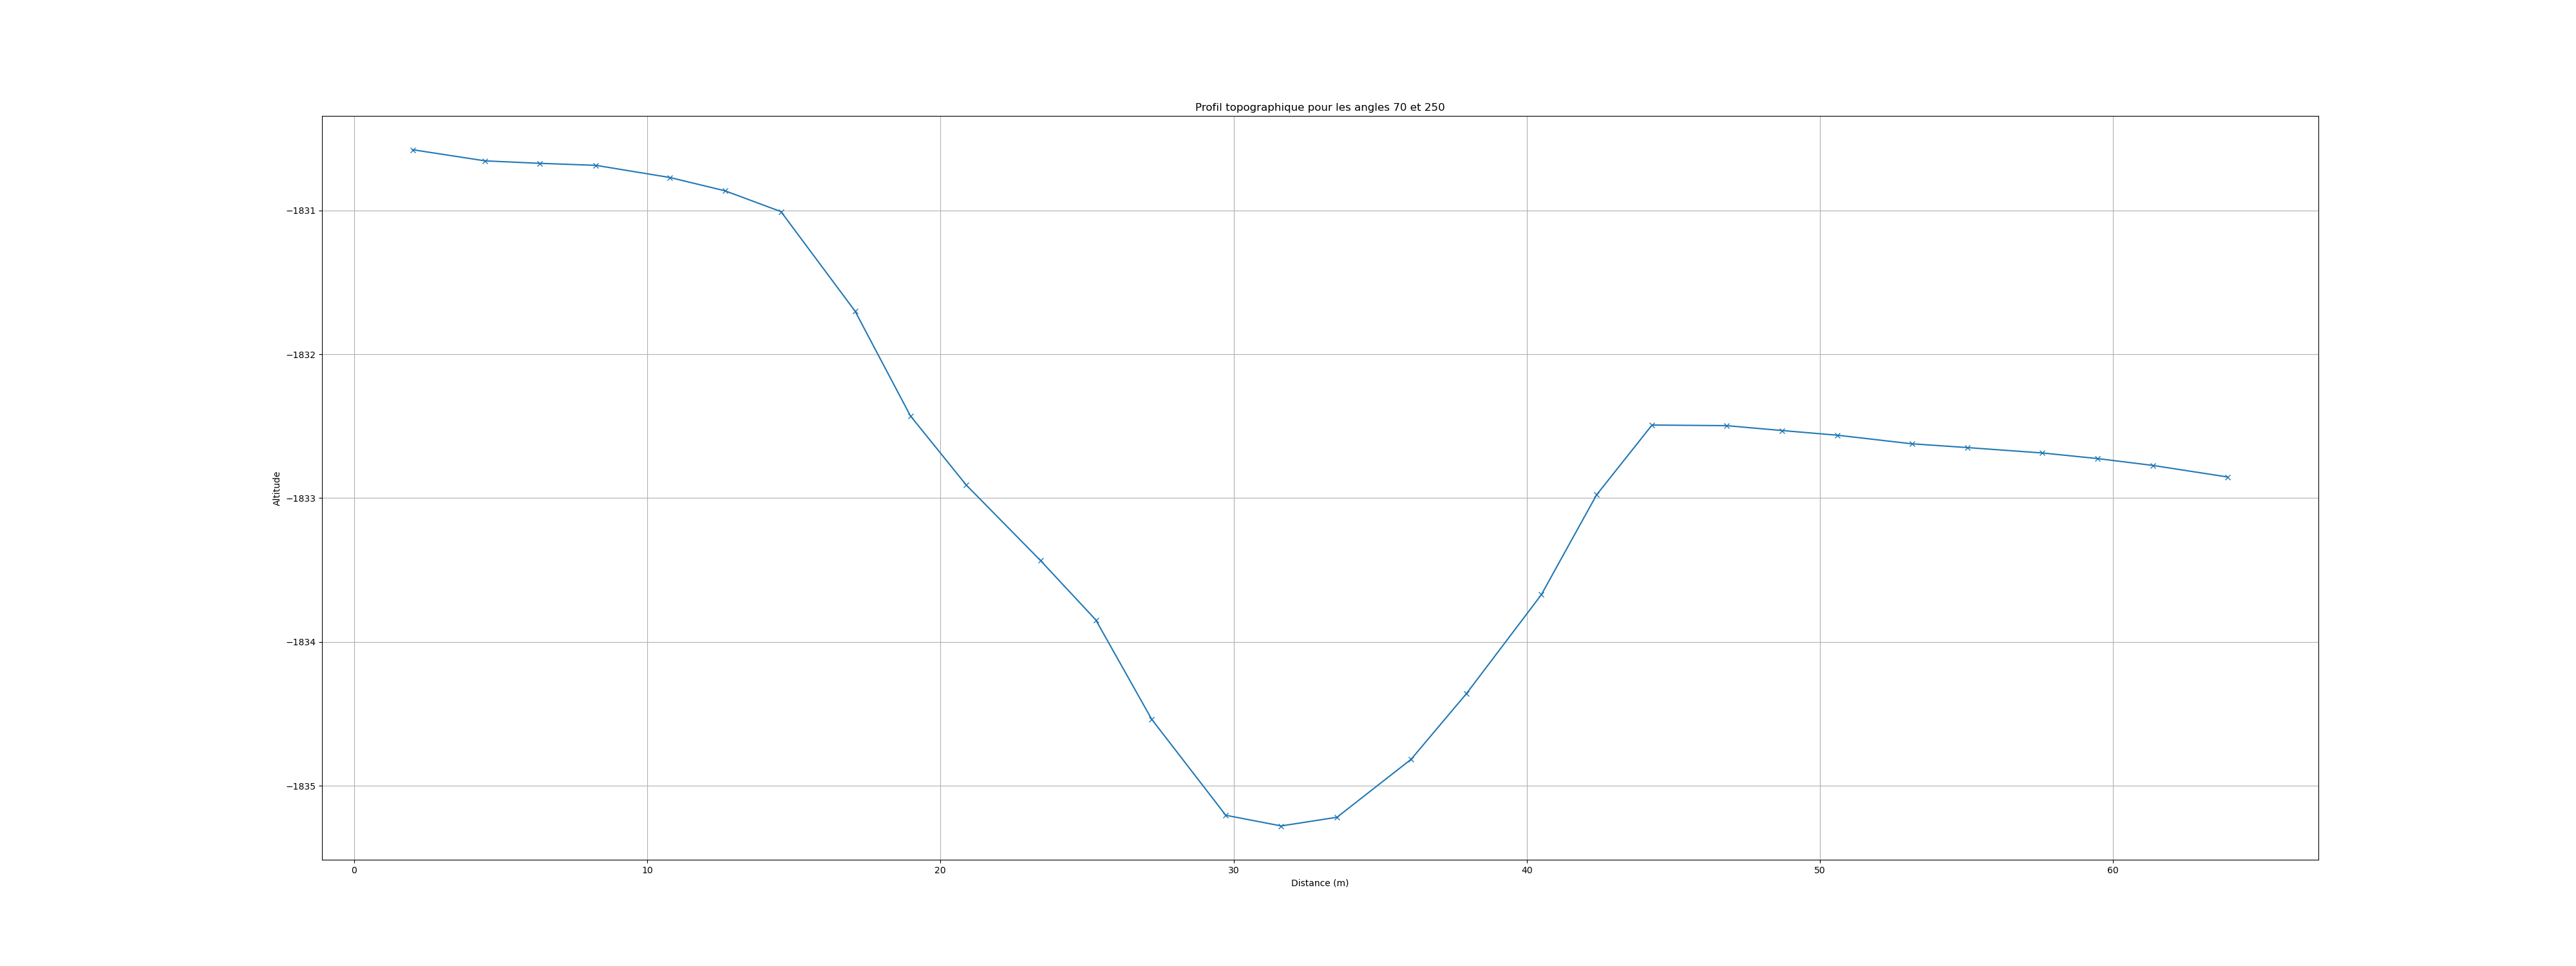 Profil topographique pour les angles 70 et 250
−1831
−1832
−1833
−1834
−1835
Altitude
0 10 20 30 40 50 60
Distance (m)